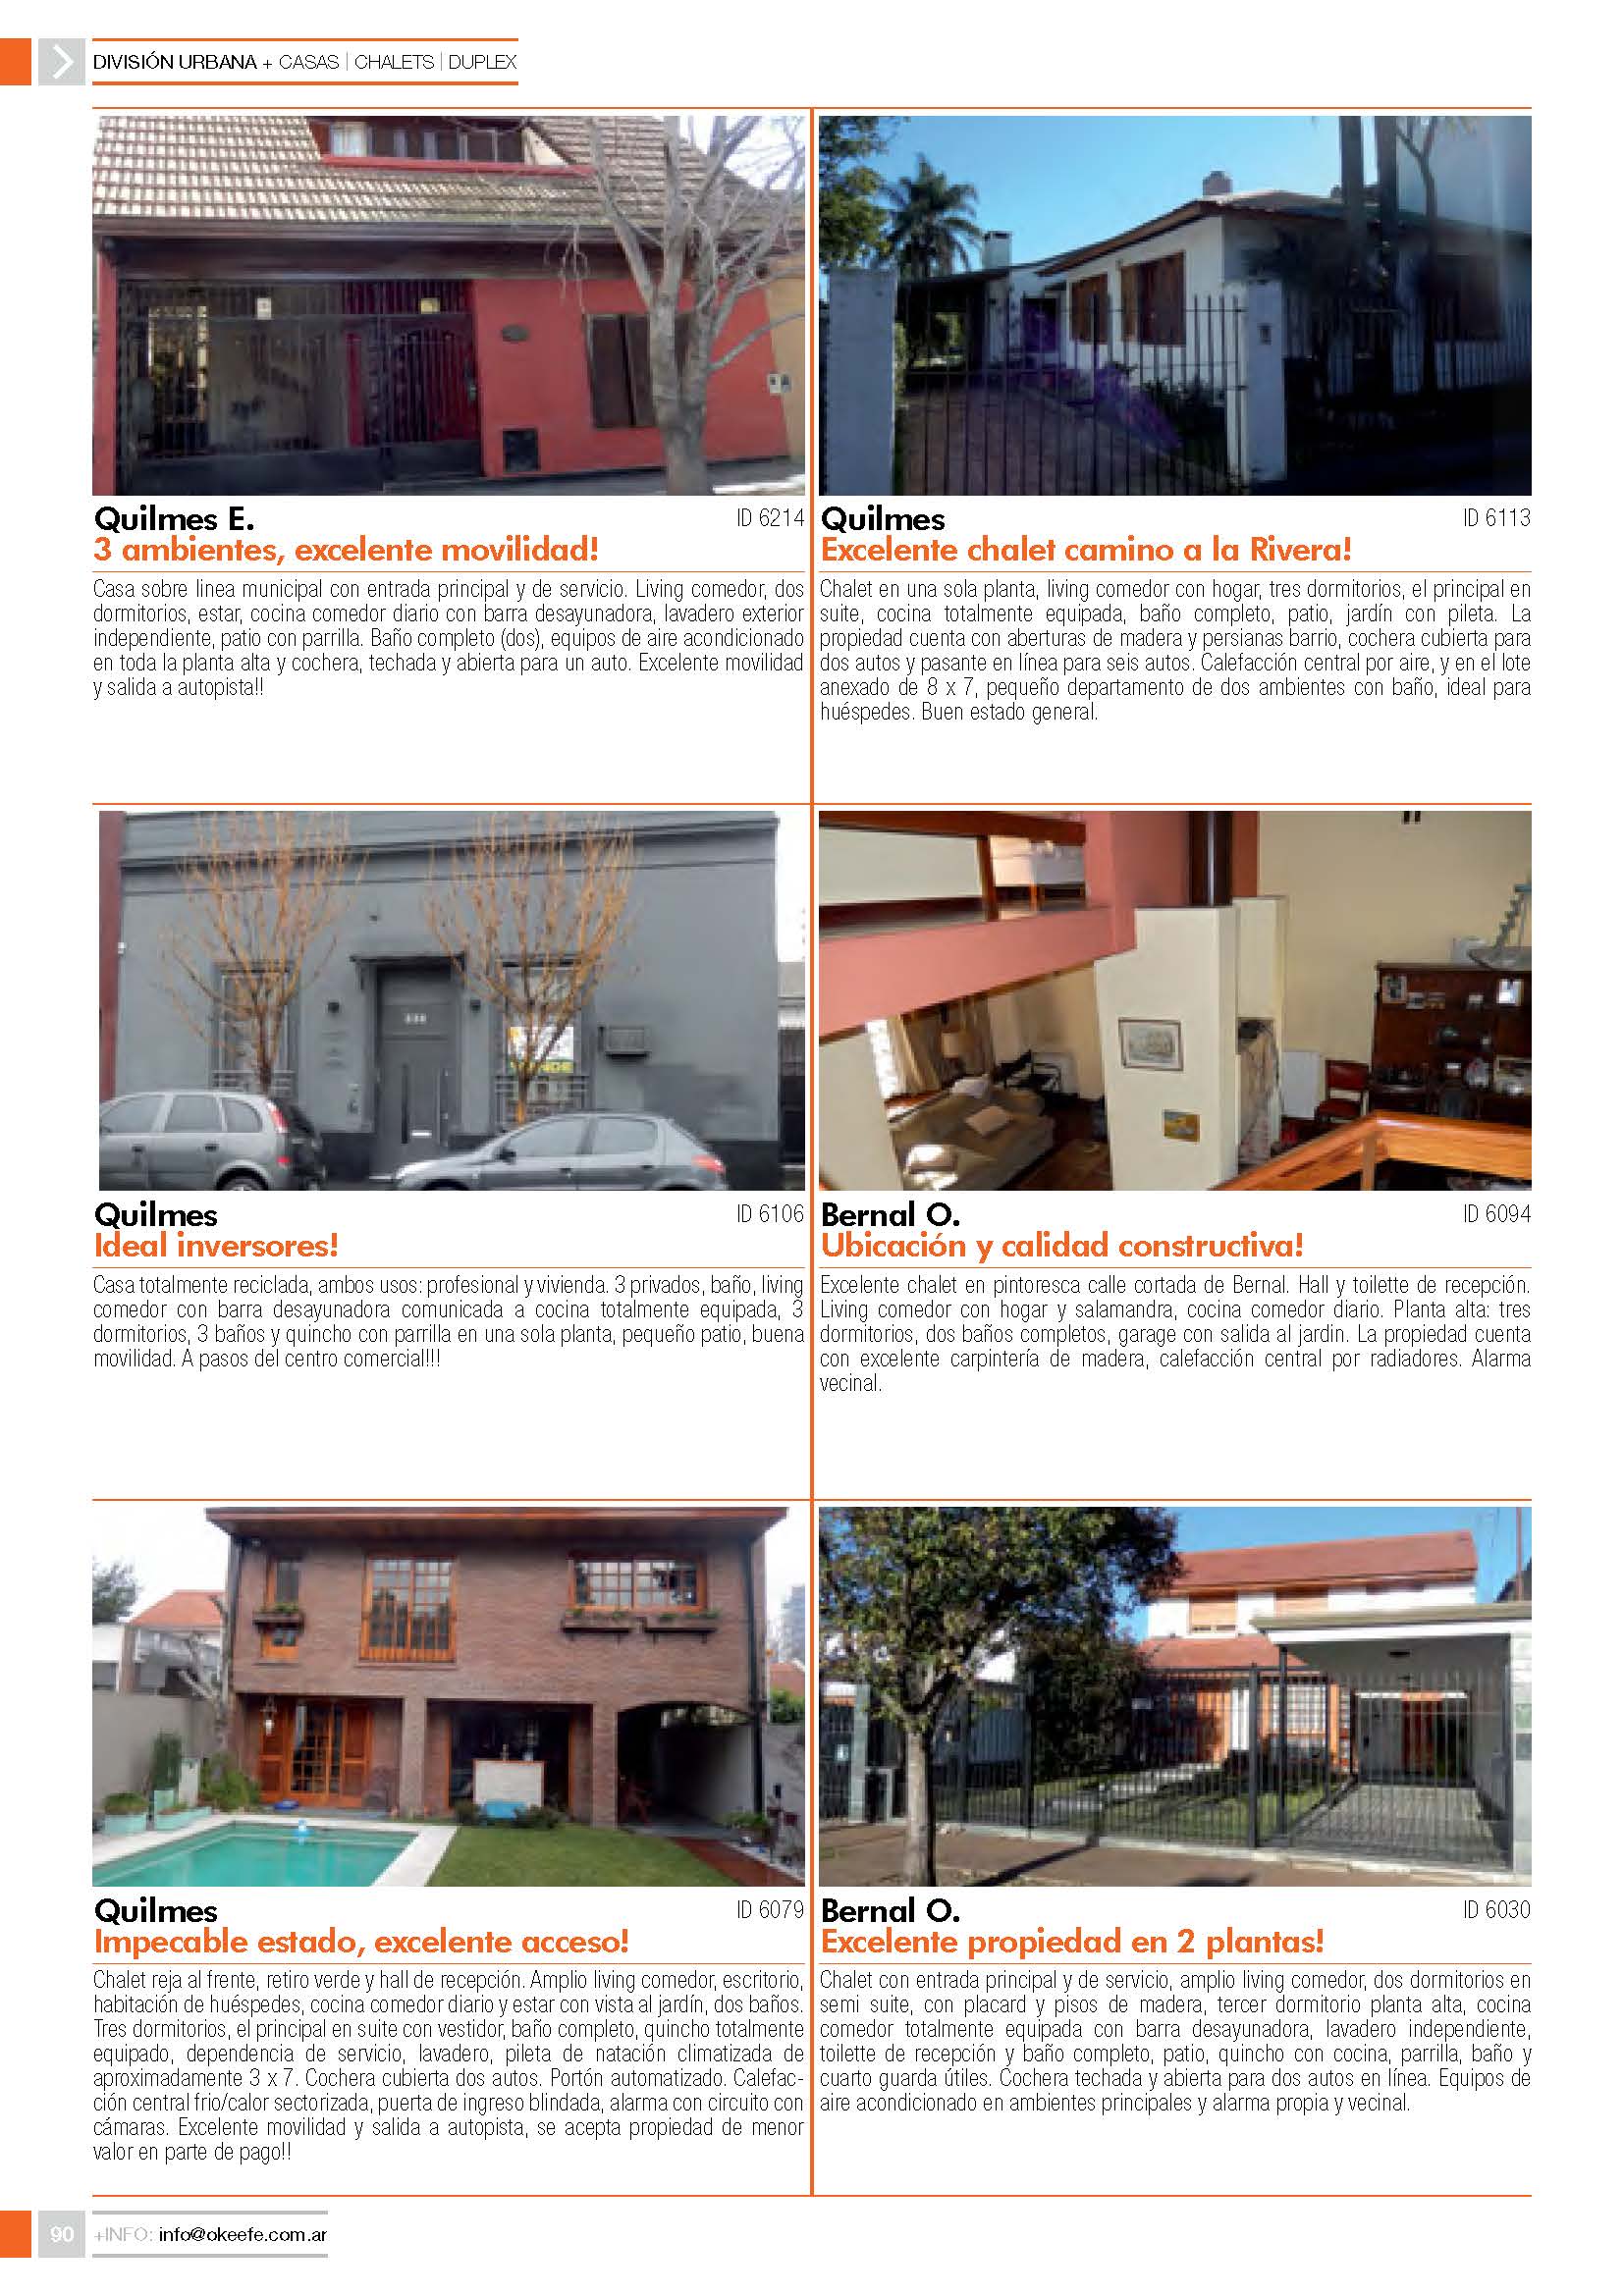 DIVISIÓN URBANA + CASAS | CHALETS | DUPLEX
Quilmes E.
ID 6214
3 ambientes, excelente movilidad!
Casa sobre linea municipal con entrada principal y de servicio. Living comedor, dos
dormitorios, estar, cocina comedor diario con barra desayunadora, lavadero exterior
independiente, patio con parrilla. Baño completo (dos), equipos de aire acondicionado
en toda la planta alta y cochera, techada y abierta para un auto. Excelente movilidad
y salida a autopista!!
Quilmes
ID 6113
Excelente chalet camino a la Rivera!
Chalet en una sola planta, living comedor con hogar, tres dormitorios, el principal en
suite, cocina totalmente equipada, baño completo, patio, jardín con pileta. La
propiedad cuenta con aberturas de madera y persianas barrio, cochera cubierta para
dos autos y pasante en línea para seis autos. Calefacción central por aire, y en el lote
anexado de 8 x 7, pequeño departamento de dos ambientes con baño, ideal para
huéspedes. Buen estado general.
Quilmes
ID 6106
Ideal inversores!
Casa totalmente reciclada, ambos usos: profesional y vivienda. 3 privados, baño, living
comedor con barra desayunadora comunicada a cocina totalmente equipada, 3
dormitorios, 3 baños y quincho con parrilla en una sola planta, pequeño patio, buena
movilidad. A pasos del centro comercial!!!
Bernal O.
ID 6094
Ubicación y calidad constructiva!
Excelente chalet en pintoresca calle cortada de Bernal. Hall y toilette de recepción.
Living comedor con hogar y salamandra, cocina comedor diario. Planta alta: tres
dormitorios, dos baños completos, garage con salida al jardin. La propiedad cuenta
con excelente carpintería de madera, calefacción central por radiadores. Alarma
vecinal.
Quilmes
ID 6079
Impecable estado, excelente acceso!
Chalet reja al frente, retiro verde y hall de recepción. Amplio living comedor, escritorio,
habitación de huéspedes, cocina comedor diario y estar con vista al jardín, dos baños.
Tres dormitorios, el principal en suite con vestidor, baño completo, quincho totalmente
equipado, dependencia de servicio, lavadero, pileta de natación climatizada de
aproximadamente 3 x 7. Cochera cubierta dos autos. Portón automatizado. Calefac-
ción central frio/calor sectorizada, puerta de ingreso blindada, alarma con circuito con
cámaras. Excelente movilidad y salida a autopista, se acepta propiedad de menor
valor en parte de pago!!
Bernal O.
ID 6030
Excelente propiedad en 2 plantas!
Chalet con entrada principal y de servicio, amplio living comedor, dos dormitorios en
semi suite, con placard y pisos de madera, tercer dormitorio planta alta, cocina
comedor totalmente equipada con barra desayunadora, lavadero independiente,
toilette de recepción y baño completo, patio, quincho con cocina, parrilla, baño y
cuarto guarda útiles. Cochera techada y abierta para dos autos en línea. Equipos de
aire acondicionado en ambientes principales y alarma propia y vecinal.
90
+INFO: info@okeefe.com.ar